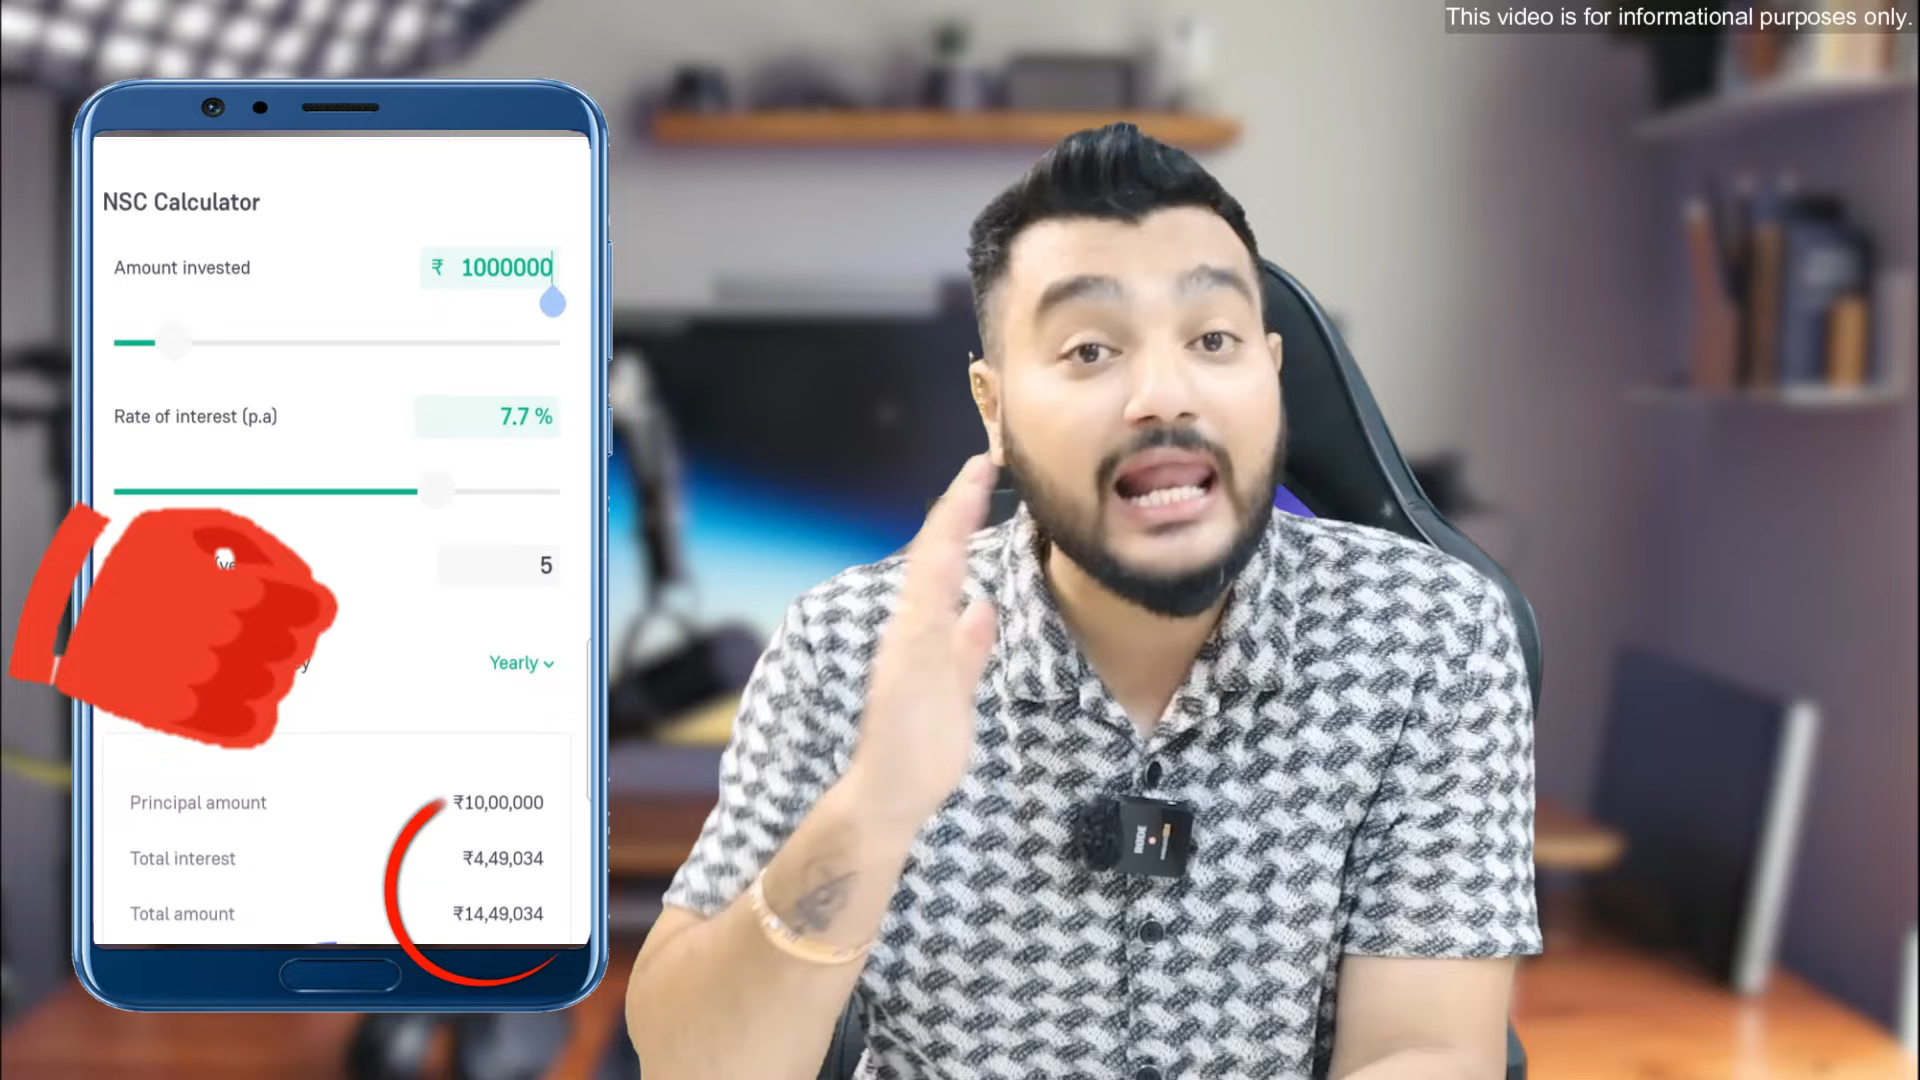 This video is for informational purposes only.
NSC Calculator
Amount invested
₹ 1000000
Rate of interest (p.a)
7.7 %
5
Yearly
Principal amount
₹10,00,000
Total interest
₹4,49,034
Total amount
₹14,49,034
RODE